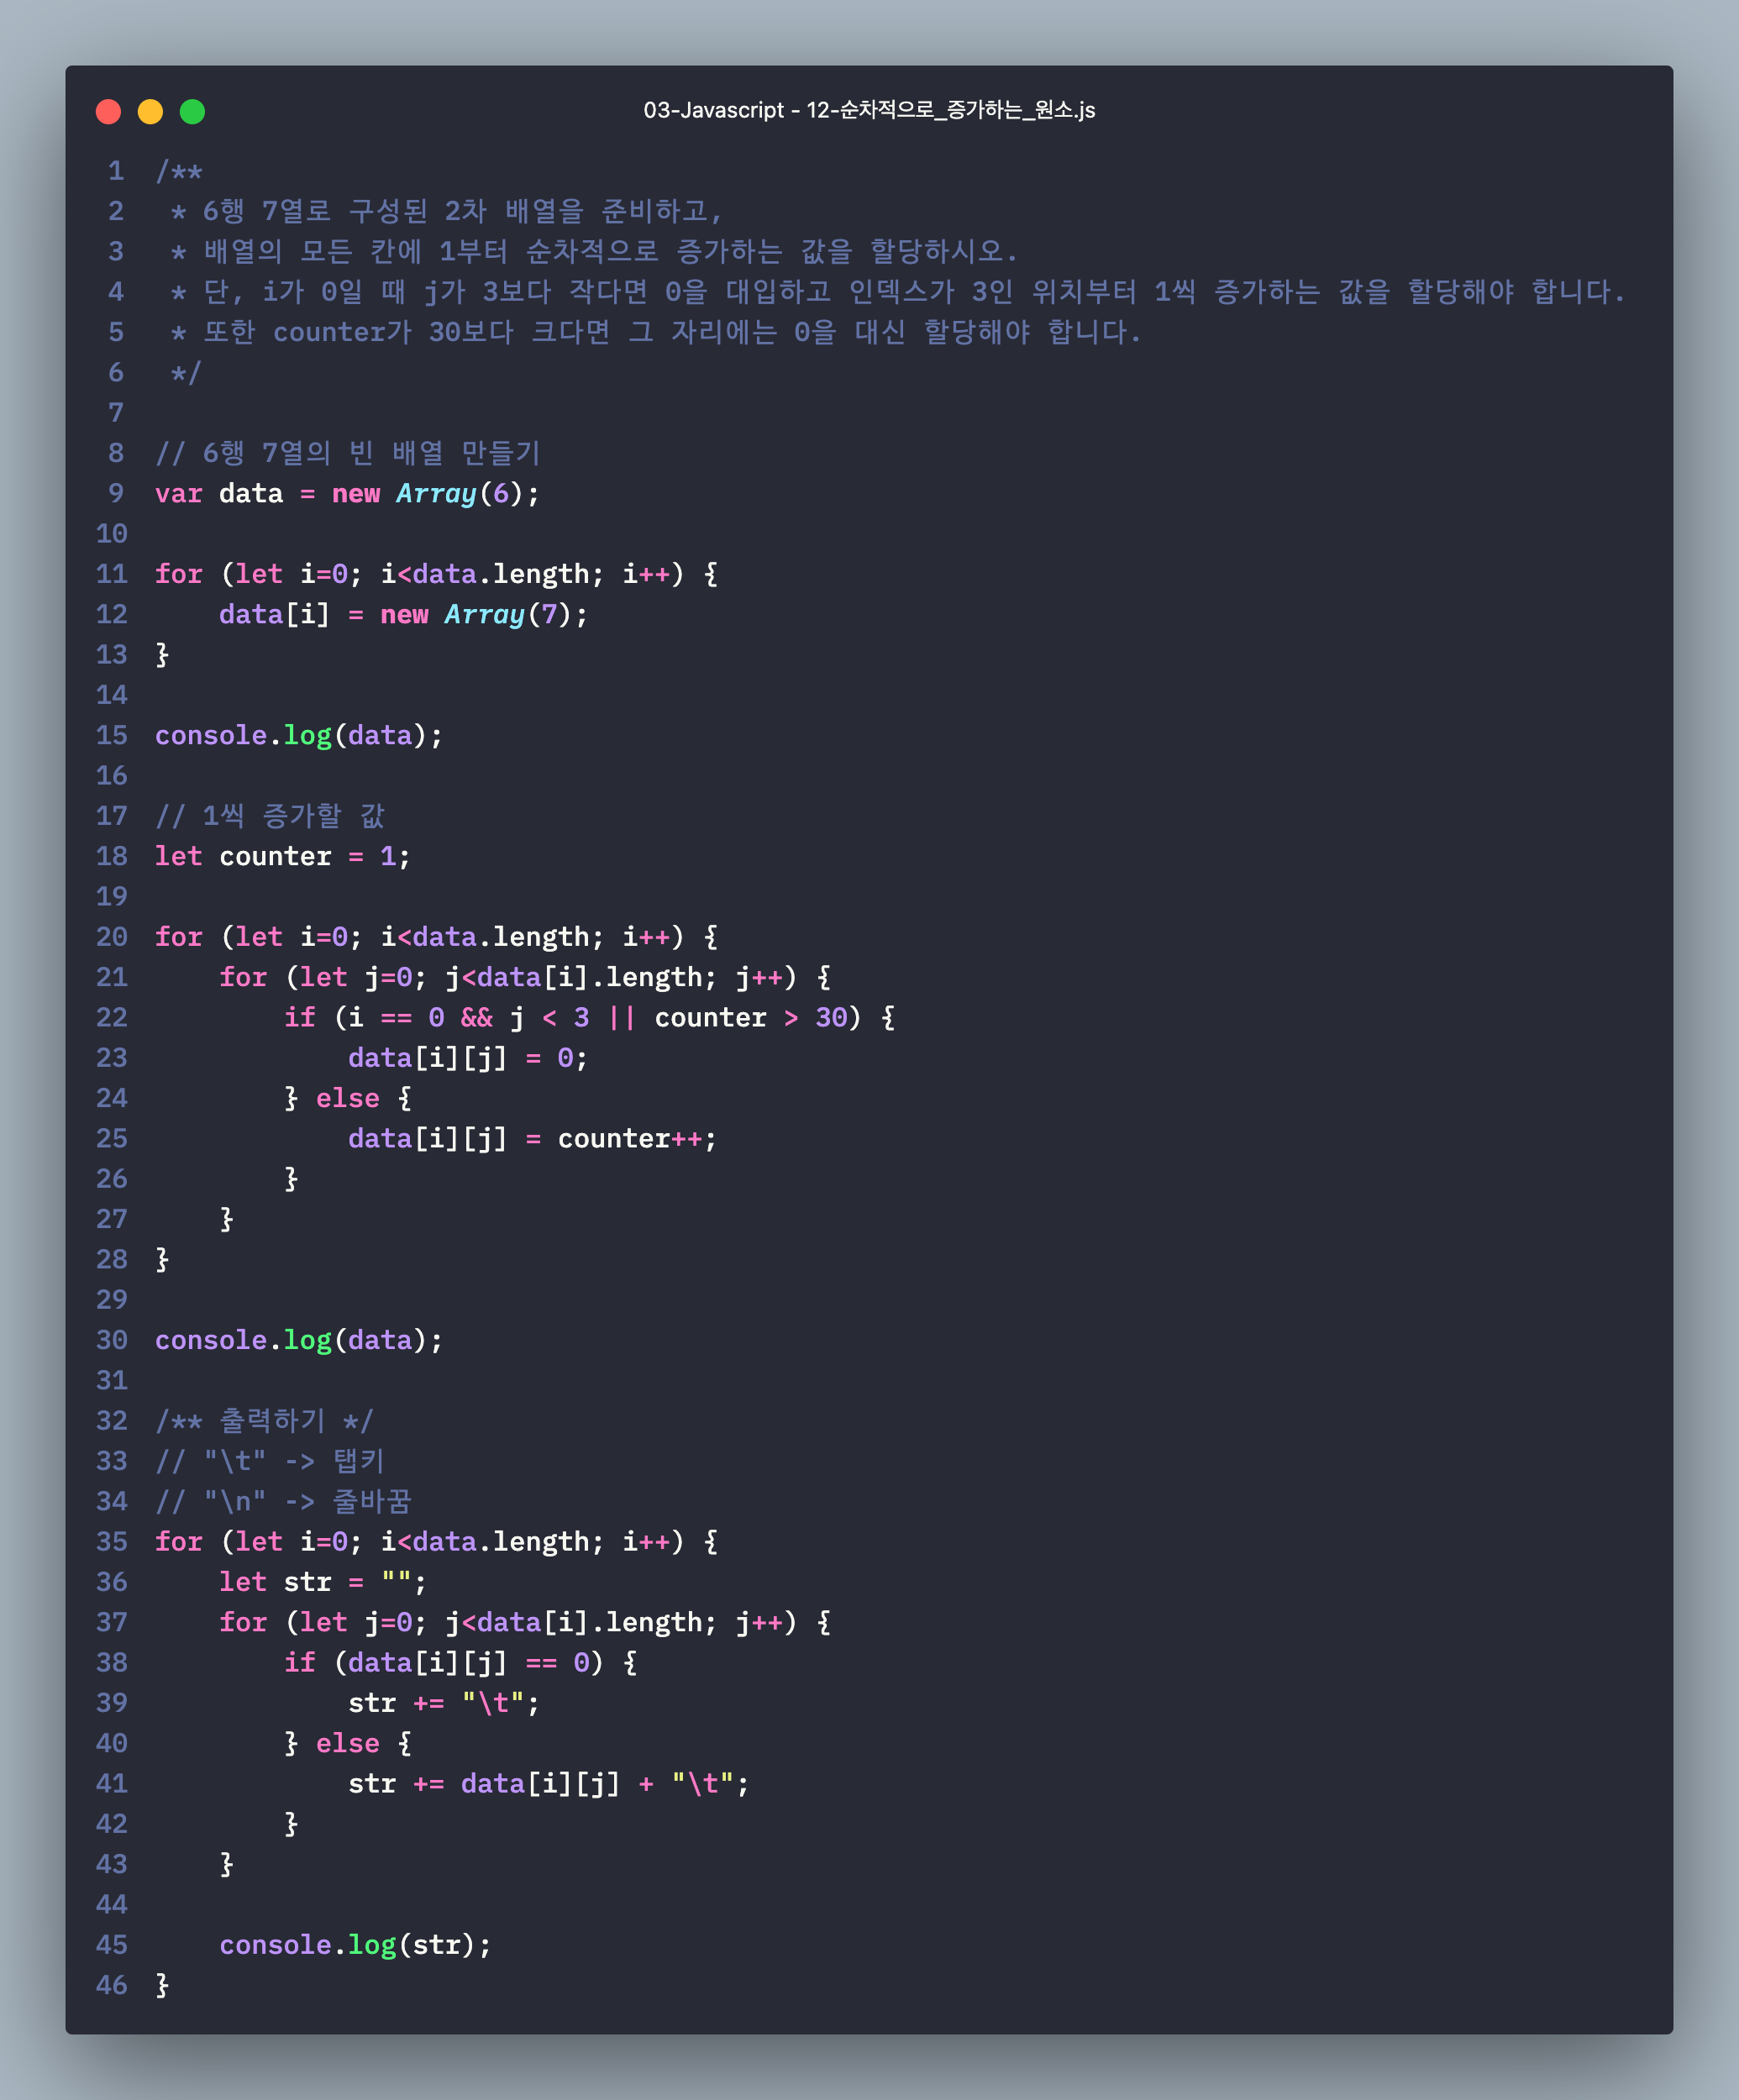 03-Javascript - 12-순차적으로_증가하는_원소.js
1 /**
2  * 6행 7열로 구성된 2차 배열을 준비하고,
3  * 배열의 모든 칸에 1부터 순차적으로 증가하는 값을 할당하시오.
4  * 단, i가 0일 때 j가 3보다 작다면 0을 대입하고 인덱스가 3인 위치부터 1씩 증가하는 값을 할당해야 합니다.
5  * 또한 counter가 30보다 크다면 그 자리에는 0을 대신 할당해야 합니다.
6  */
7
8 // 6행 7열의 빈 배열 만들기
9 var data = new Array(6);
10
11 for (let i=0; i<data.length; i++) {
12     data[i] = new Array(7);
13 }
14
15 console.log(data);
16
17 // 1씩 증가할 값
18 let counter = 1;
19
20 for (let i=0; i<data.length; i++) {
21     for (let j=0; j<data[i].length; j++) {
22         if (i == 0 && j < 3 || counter > 30) {
23             data[i][j] = 0;
24         } else {
25             data[i][j] = counter++;
26         }
27     }
28 }
29
30 console.log(data);
31
32 /** 출력하기 */
33 // "\t" -> 탭키
34 // "\n" -> 줄바꿈
35 for (let i=0; i<data.length; i++) {
36     let str = "";
37     for (let j=0; j<data[i].length; j++) {
38         if (data[i][j] == 0) {
39             str += "\t";
40         } else {
41             str += data[i][j] + "\t";
42         }
43     }
44
45     console.log(str);
46 }